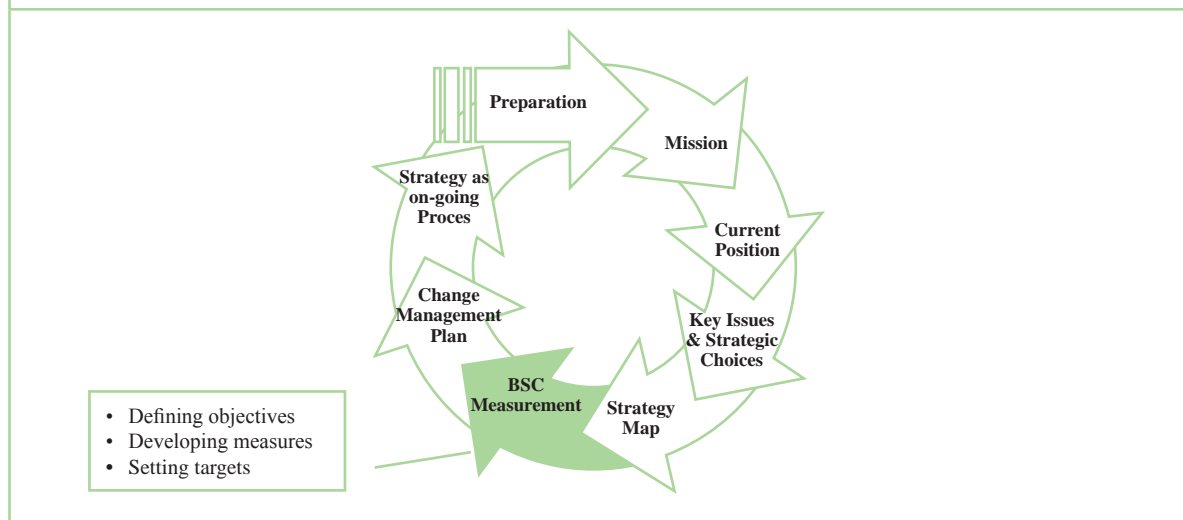 Preparation
Mission
Current
Position
Key Issues
& Strategic
Choices
Strategy
Map
BSC
Measurement
Change
Management
Plan
Strategy as
on-going
Proces
• Defining objectives
• Developing measures
• Setting targets